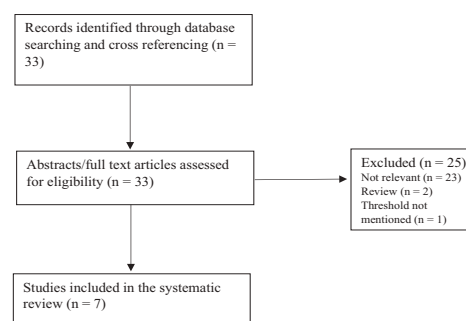 Records identified through database
searching and cross referencing (n =
33)
Abstracts/full text articles assessed
for eligibility (n = 33)
Excluded (n = 25)
Not relevant (n = 23)
Review (n = 2)
Threshold not
mentioned (n = 1)
Studies included in the systematic
review (n = 7)